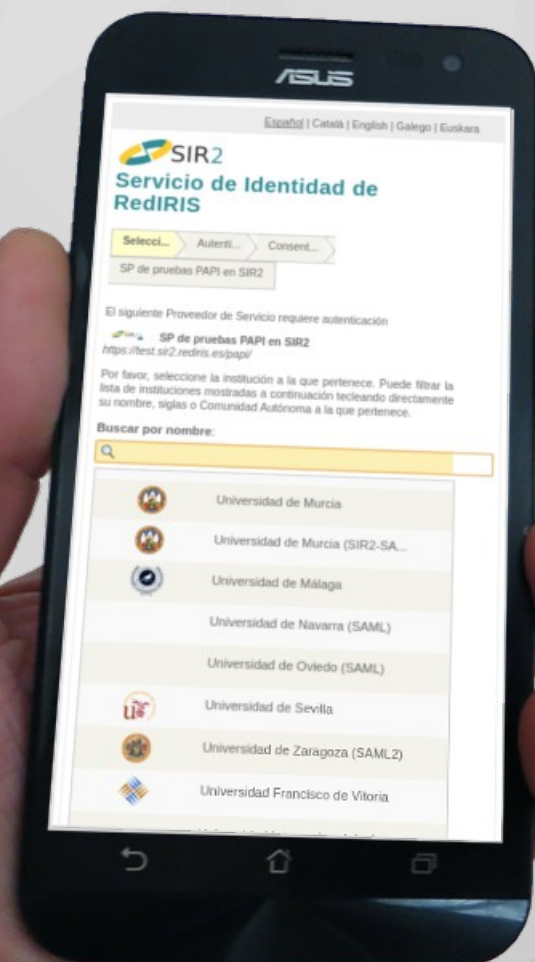 ASUS
Español | Català | English | Galego | Euskara
SIR2
Servicio de Identidad de
RedIRIS
Selecci...
Autenti...
Consent...
SP de pruebas PAPI en SIR2
El siguiente Proveedor de Servicio requiere autenticación
SP de pruebas PAPI en SIR2
https://test.sir2.rediris.es/papi/
Por favor, seleccione la institución a la que pertenece. Puede filtrar la
lista de instituciones mostradas a continuación tecleando directamente
su nombre, siglas o Comunidad Autónoma a la que pertenece.
Buscar por nombre:
Universidad de Murcia
Universidad de Murcia (SIR2-SA...
Universidad de Málaga
Universidad de Navarra (SAML)
Universidad de Oviedo (SAML)
Universidad de Sevilla
Universidad de Zaragoza (SAML2)
Universidad Francisco de Vitoria